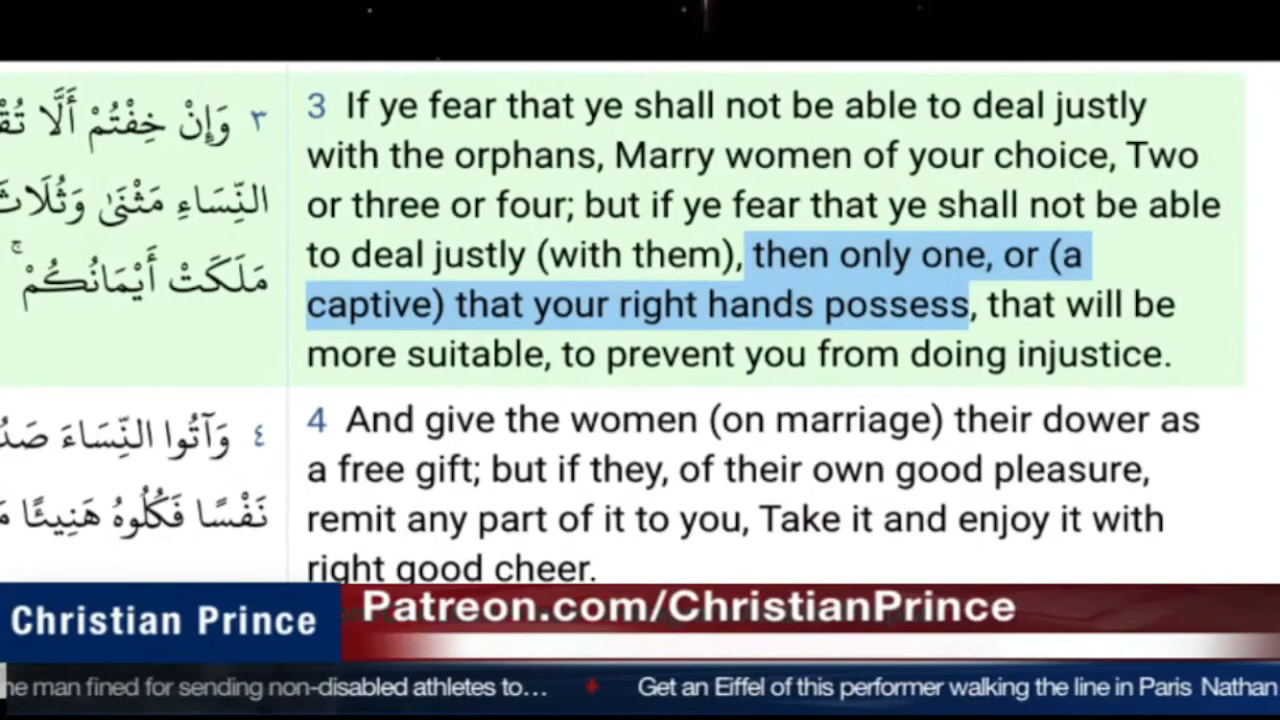 3 If ye fear that ye shall not be able to deal justly
with the orphans, Marry women of your choice, Two
or three or four; but if ye fear that ye shall not be able
to deal justly (with them), then only one, or (a
captive) that your right hands possess, that will be
more suitable, to prevent you from doing injustice.
٣ وَإِنْ خِفْتُمْ أَلَّا
النِّسَاءِ مَثْنَىٰ وَثُلَاثَ
مَلَكَتْ أَيْمَانُكُمْ ۚ
4 And give the women (on marriage) their dower as
a free gift; but if they, of their own good pleasure,
remit any part of it to you, Take it and enjoy it with
right good cheer.
٤ وَآتُوا النِّسَاءَ
نَفْسًا فَكُلُوهُ هَنِيئًا
Christian Prince
Patreon.com/ChristianPrince
man fined for sending non-disabled athletes to… Get an Eiffel of this performer walking the line in Paris Nathan